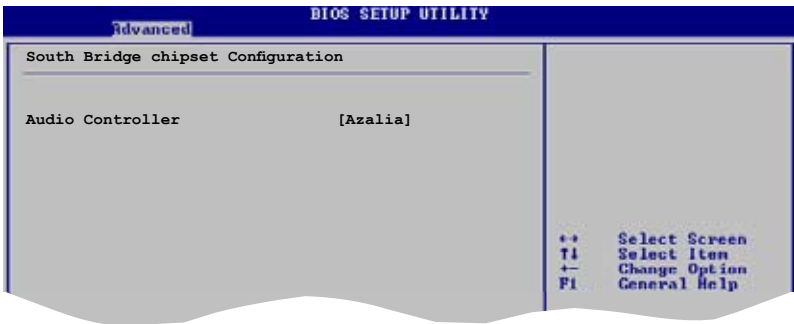 BIOS SETUP UTILITY
Advanced
South Bridge chipset Configuration
Audio Controller [Azalia]
←→ Select Screen
↑↓ Select Item
+- Change Option
F1 General Help